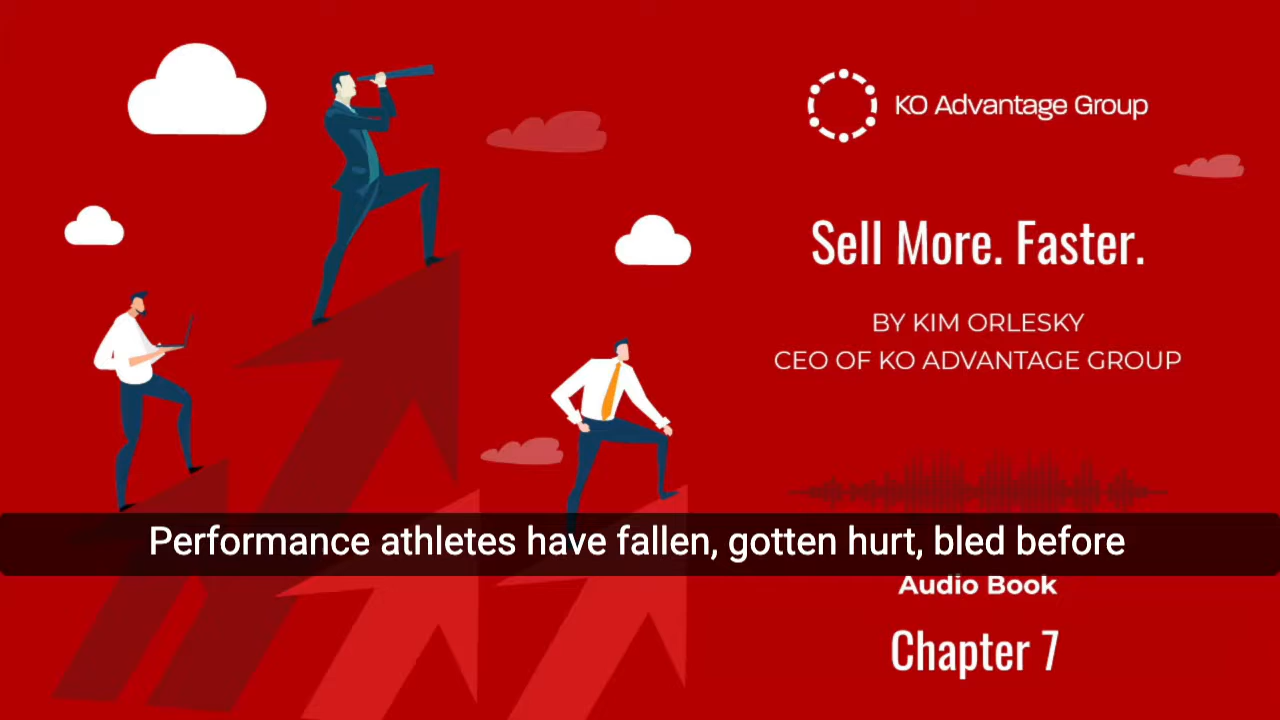 KO Advantage Group
Sell More. Faster.
BY KIM ORLESKY
CEO OF KO ADVANTAGE GROUP
Performance athletes have fallen, gotten hurt, bled before
Audio Book
Chapter 7